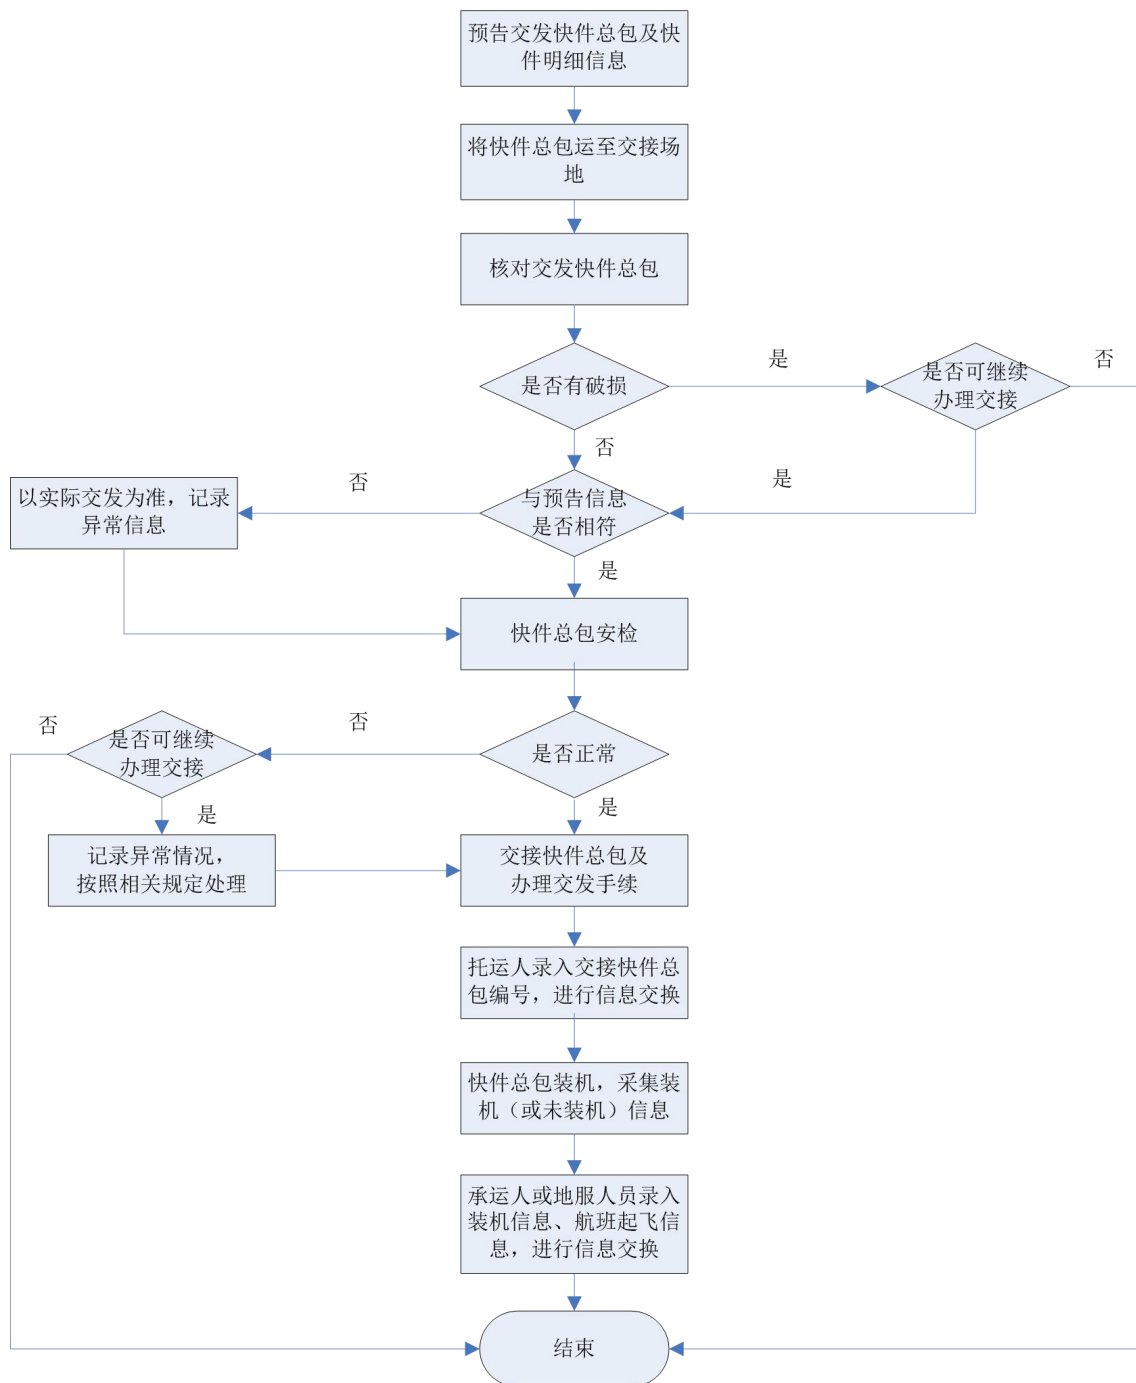 预告交发快件总包及快
件明细信息
将快件总包运至交接场
地
核对交发快件总包
是否有破损
是
是否可继续
办理交接
否
否
是
与预告信息
是否相符
否
以实际交发为准，记录
异常信息
是
快件总包安检
是否正常
否
是否可继续
办理交接
否
是
是
记录异常情况，
按照相关规定处理
交接快件总包及
办理交发手续
托运人录入交接快件总
包编号，进行信息交换
快件总包装机，采集装
机（或未装机）信息
承运人或地服人员录入
装机信息、航班起飞信
息，进行信息交换
结束